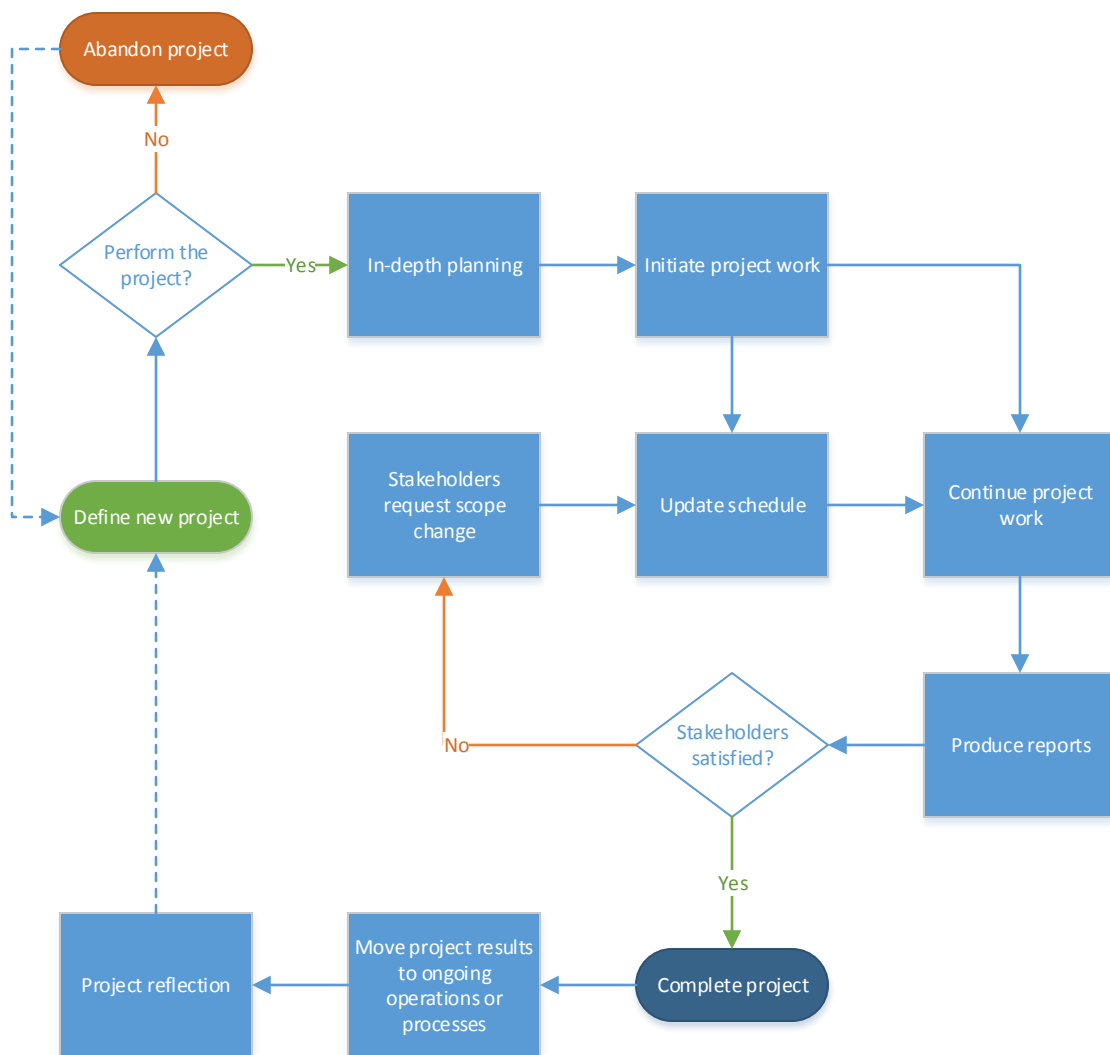 Abandon project
No
Perform the
project?
Yes
In-depth planning
Initiate project work
Define new project
Stakeholders
request scope
change
Update schedule
Continue project
work
No
Stakeholders
satisfied?
Produce reports
Yes
Project reflection
Move project results
to ongoing
operations or
processes
Complete project